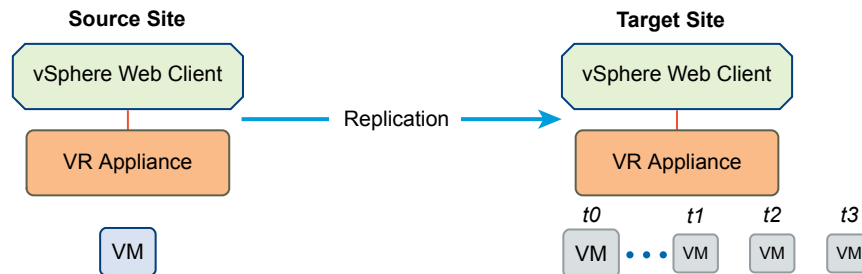 Source Site
Target Site
vSphere Web Client
vSphere Web Client
Replication
VR Appliance
VR Appliance
t0 t1 t2 t3
VM
VM VM VM VM